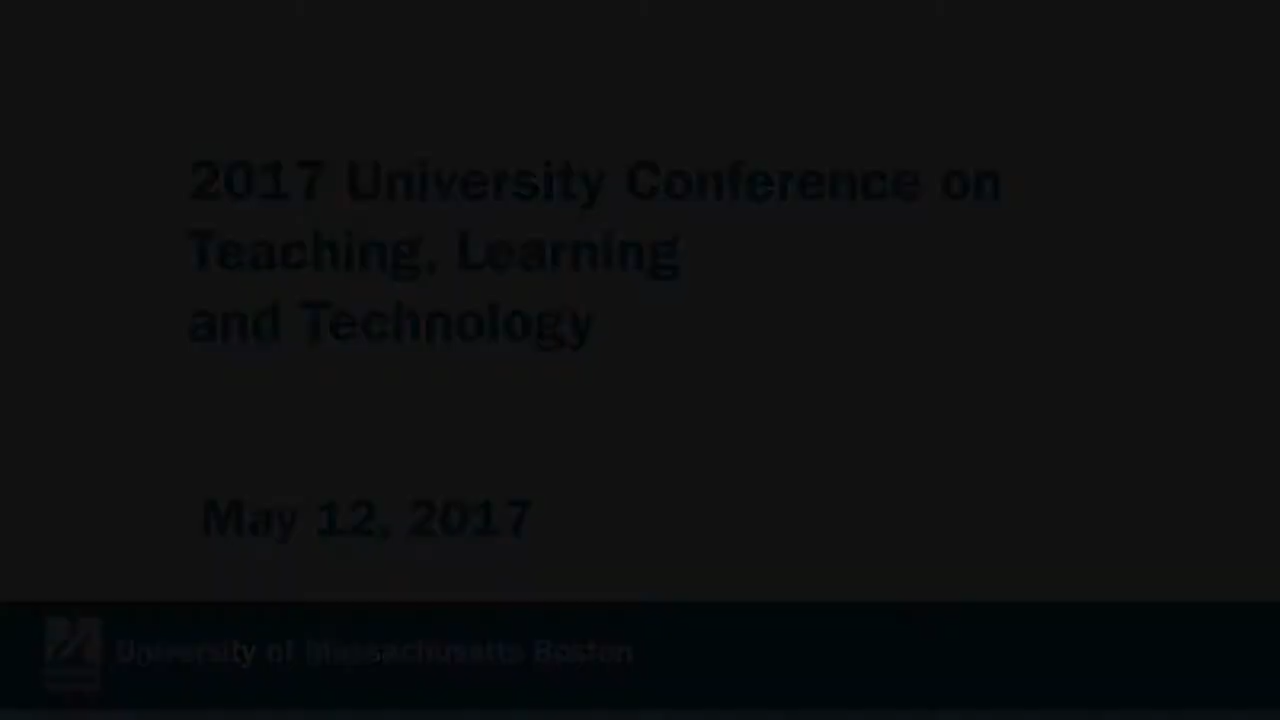 2017 University Conference on
Teaching, Learning
and Technology
May 12, 2017
University of Massachusetts Boston